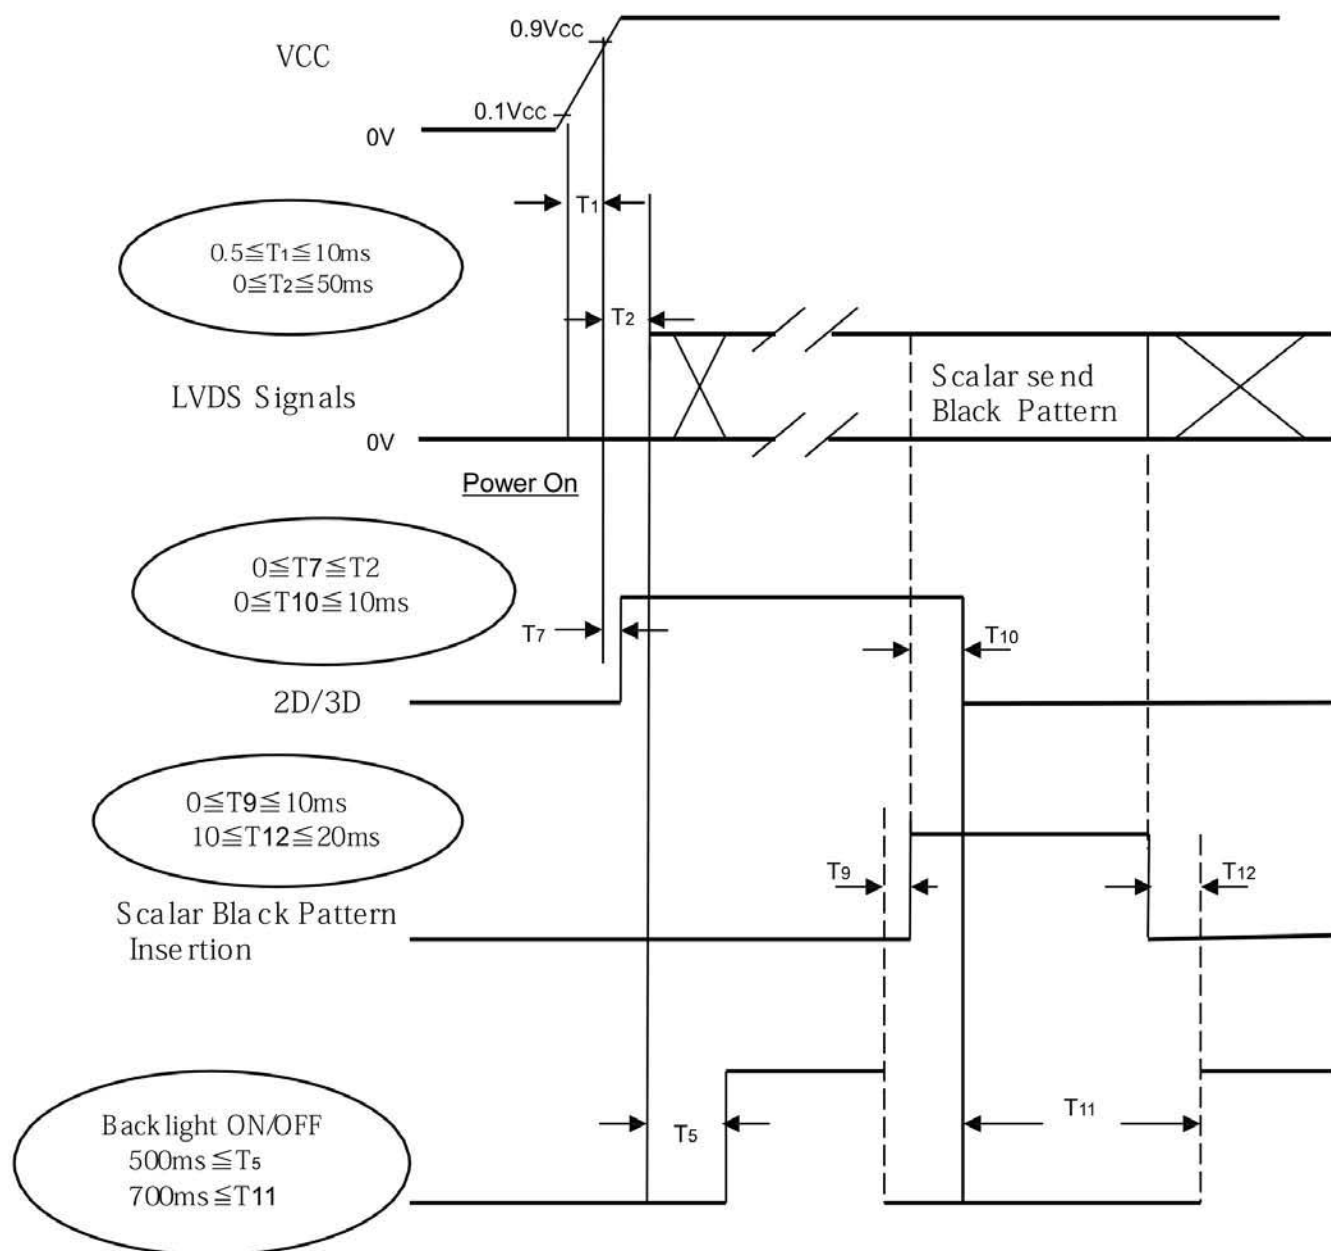 0.9Vcc
VCC
0.1Vcc
0V
T1
0.5≦T1≦10ms
0≦T2≦50ms
T2
LVDS Signals
Scalar send
Black Pattern
0V
Power On
0≦T7≦T2
0≦T10≦10ms
T7
T10
2D/3D
0≦T9≦10ms
10≦T12≦20ms
T9
T12
Scalar Black Pattern
Insertion
Backlight ON/OFF
500ms≦T5
700ms≦T11
T5
T11